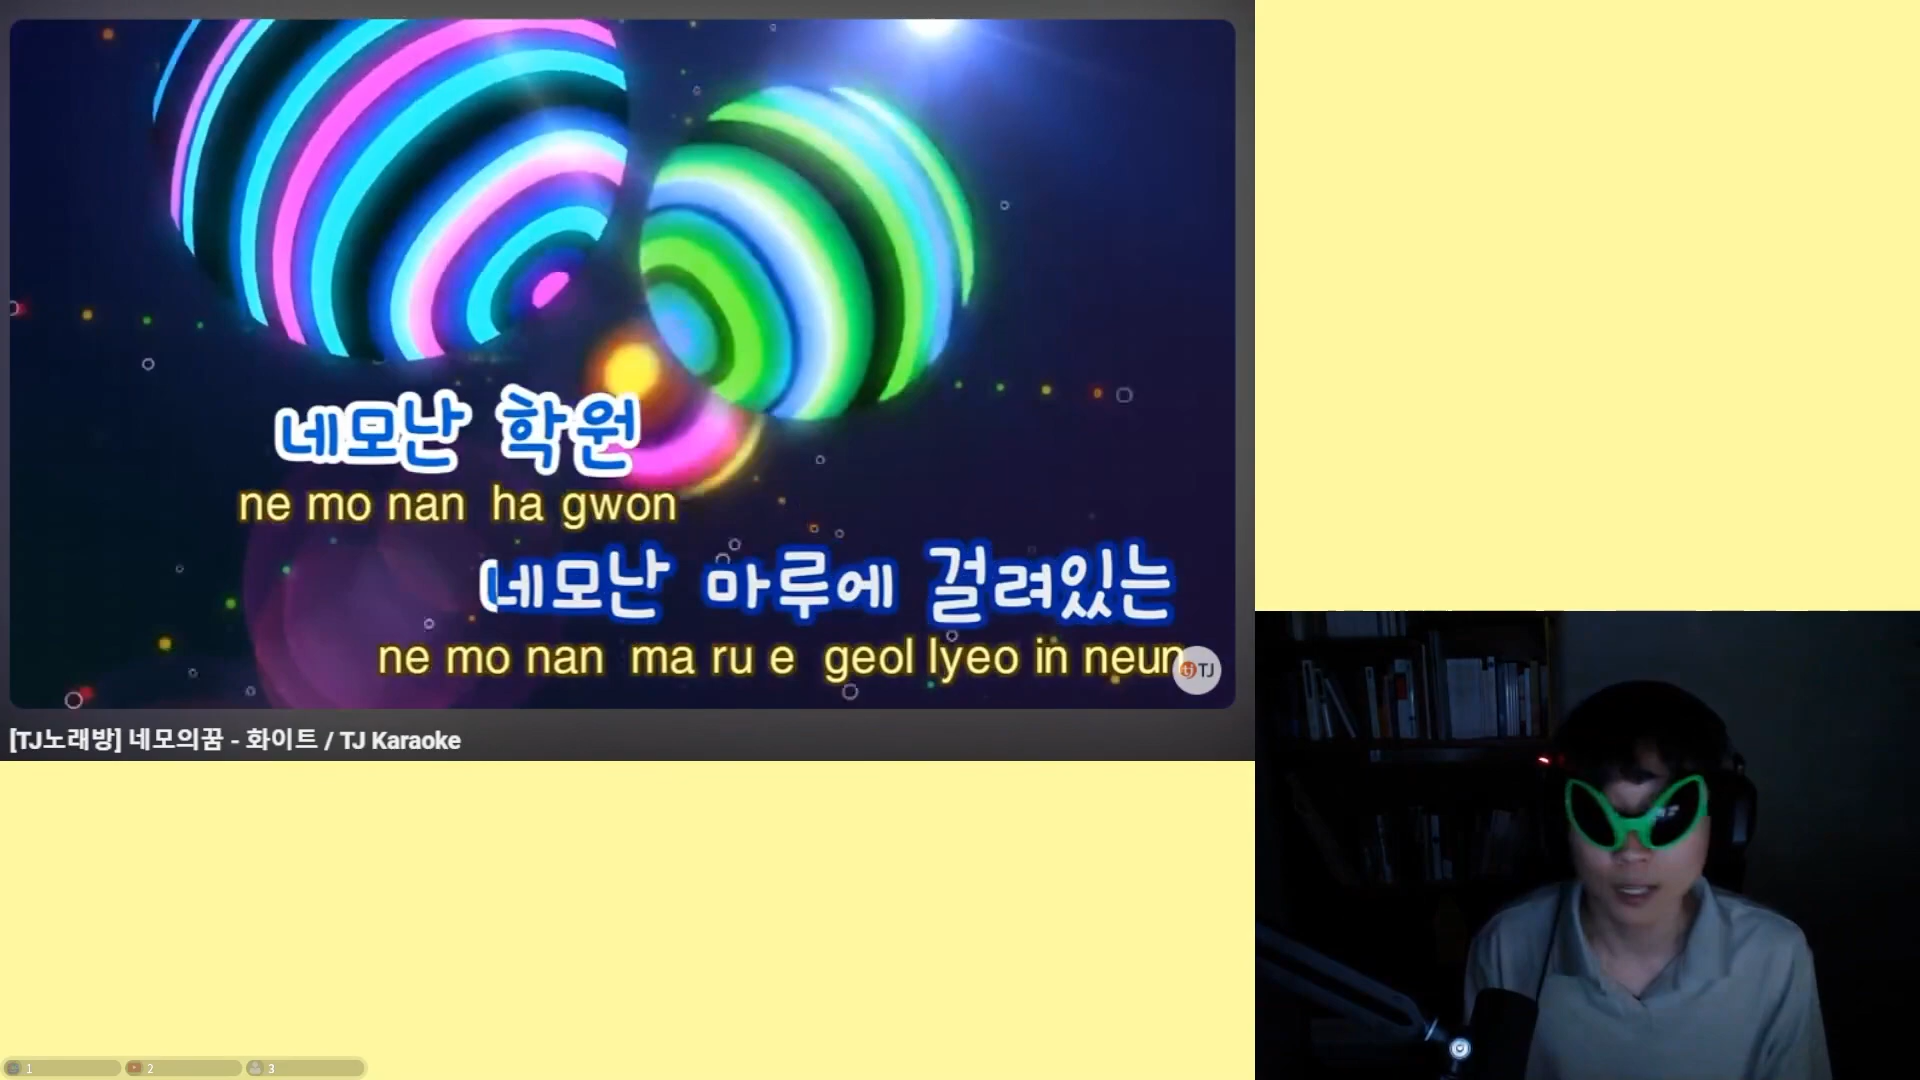 네모난 학원
ne mo nan ha gwon
네모난 마루에 걸려있는
ne mo nan ma ru e geol lyeo in neun
TJ
[TJ노래방] 네모의꿈 - 화이트 / TJ Karaoke
1 2 3